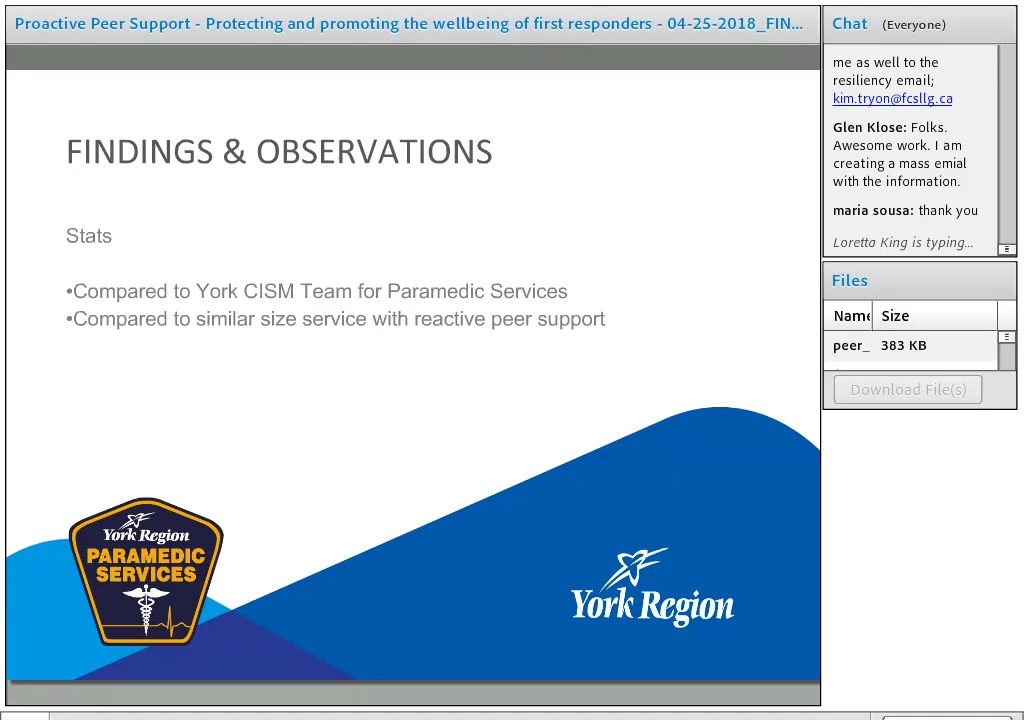 Proactive Peer Support - Protecting and promoting the wellbeing of first responders - 04-25-2018_FIN...
FINDINGS & OBSERVATIONS
Stats
•Compared to York CISM Team for Paramedic Services
•Compared to similar size service with reactive peer support
York Region
PARAMEDIC
SERVICES
York Region
Chat (Everyone)
me as well to the
resiliency email;
kim.tryon@fcsllg.ca
Glen Klose: Folks.
Awesome work. I am
creating a mass emial
with the information.
maria sousa: thank you
Loretta King is typing...
Files
Name Size
peer_ 383 KB
Download File(s)